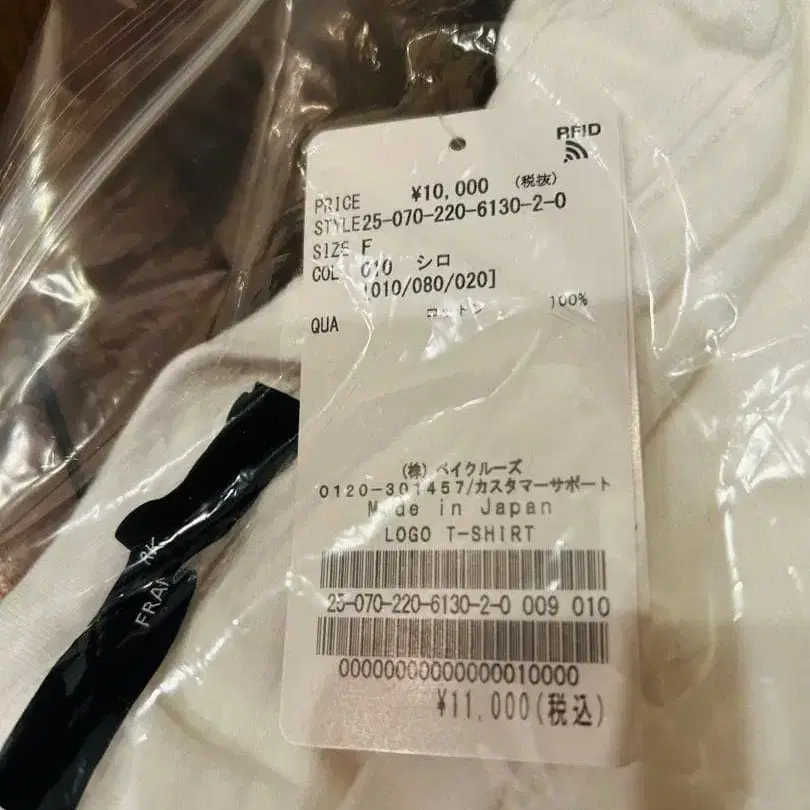 RFID
PRICE ¥10,000 (税抜)
STYLE25-070-220-6130-2-0
SIZE F
COL 010 シロ
[010/080/020]
QUA コットン 100%
(株) ベイクルーズ
0120-301457/カスタマーサポート
Made in Japan
LOGO T-SHIRT
25-070-220-6130-2-0 009 010
00000000000000010000
¥11,000(税込)